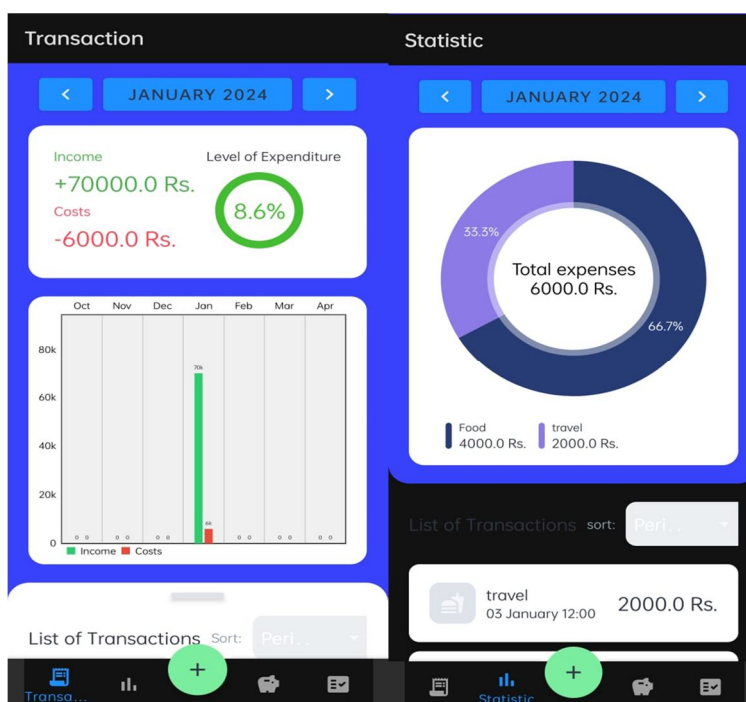 Transaction
JANUARY 2024
Income
+70000.0 Rs.
Costs
-6000.0 Rs.
Level of Expenditure
8.6%
Oct Nov Dec Jan Feb Mar Apr
80k
60k
40k
20k
0
70k
6k
0 0 0 0 0 0 0 0 0 0 0 0
Income Costs
List of Transactions Sort: Peri...
+
Transa...
Statistic
JANUARY 2024
33.3%
Total expenses
6000.0 Rs.
66.7%
Food
4000.0 Rs.
travel
2000.0 Rs.
List of Transactions sort: Peri...
travel
03 January 12:00
2000.0 Rs.
+
Statistic